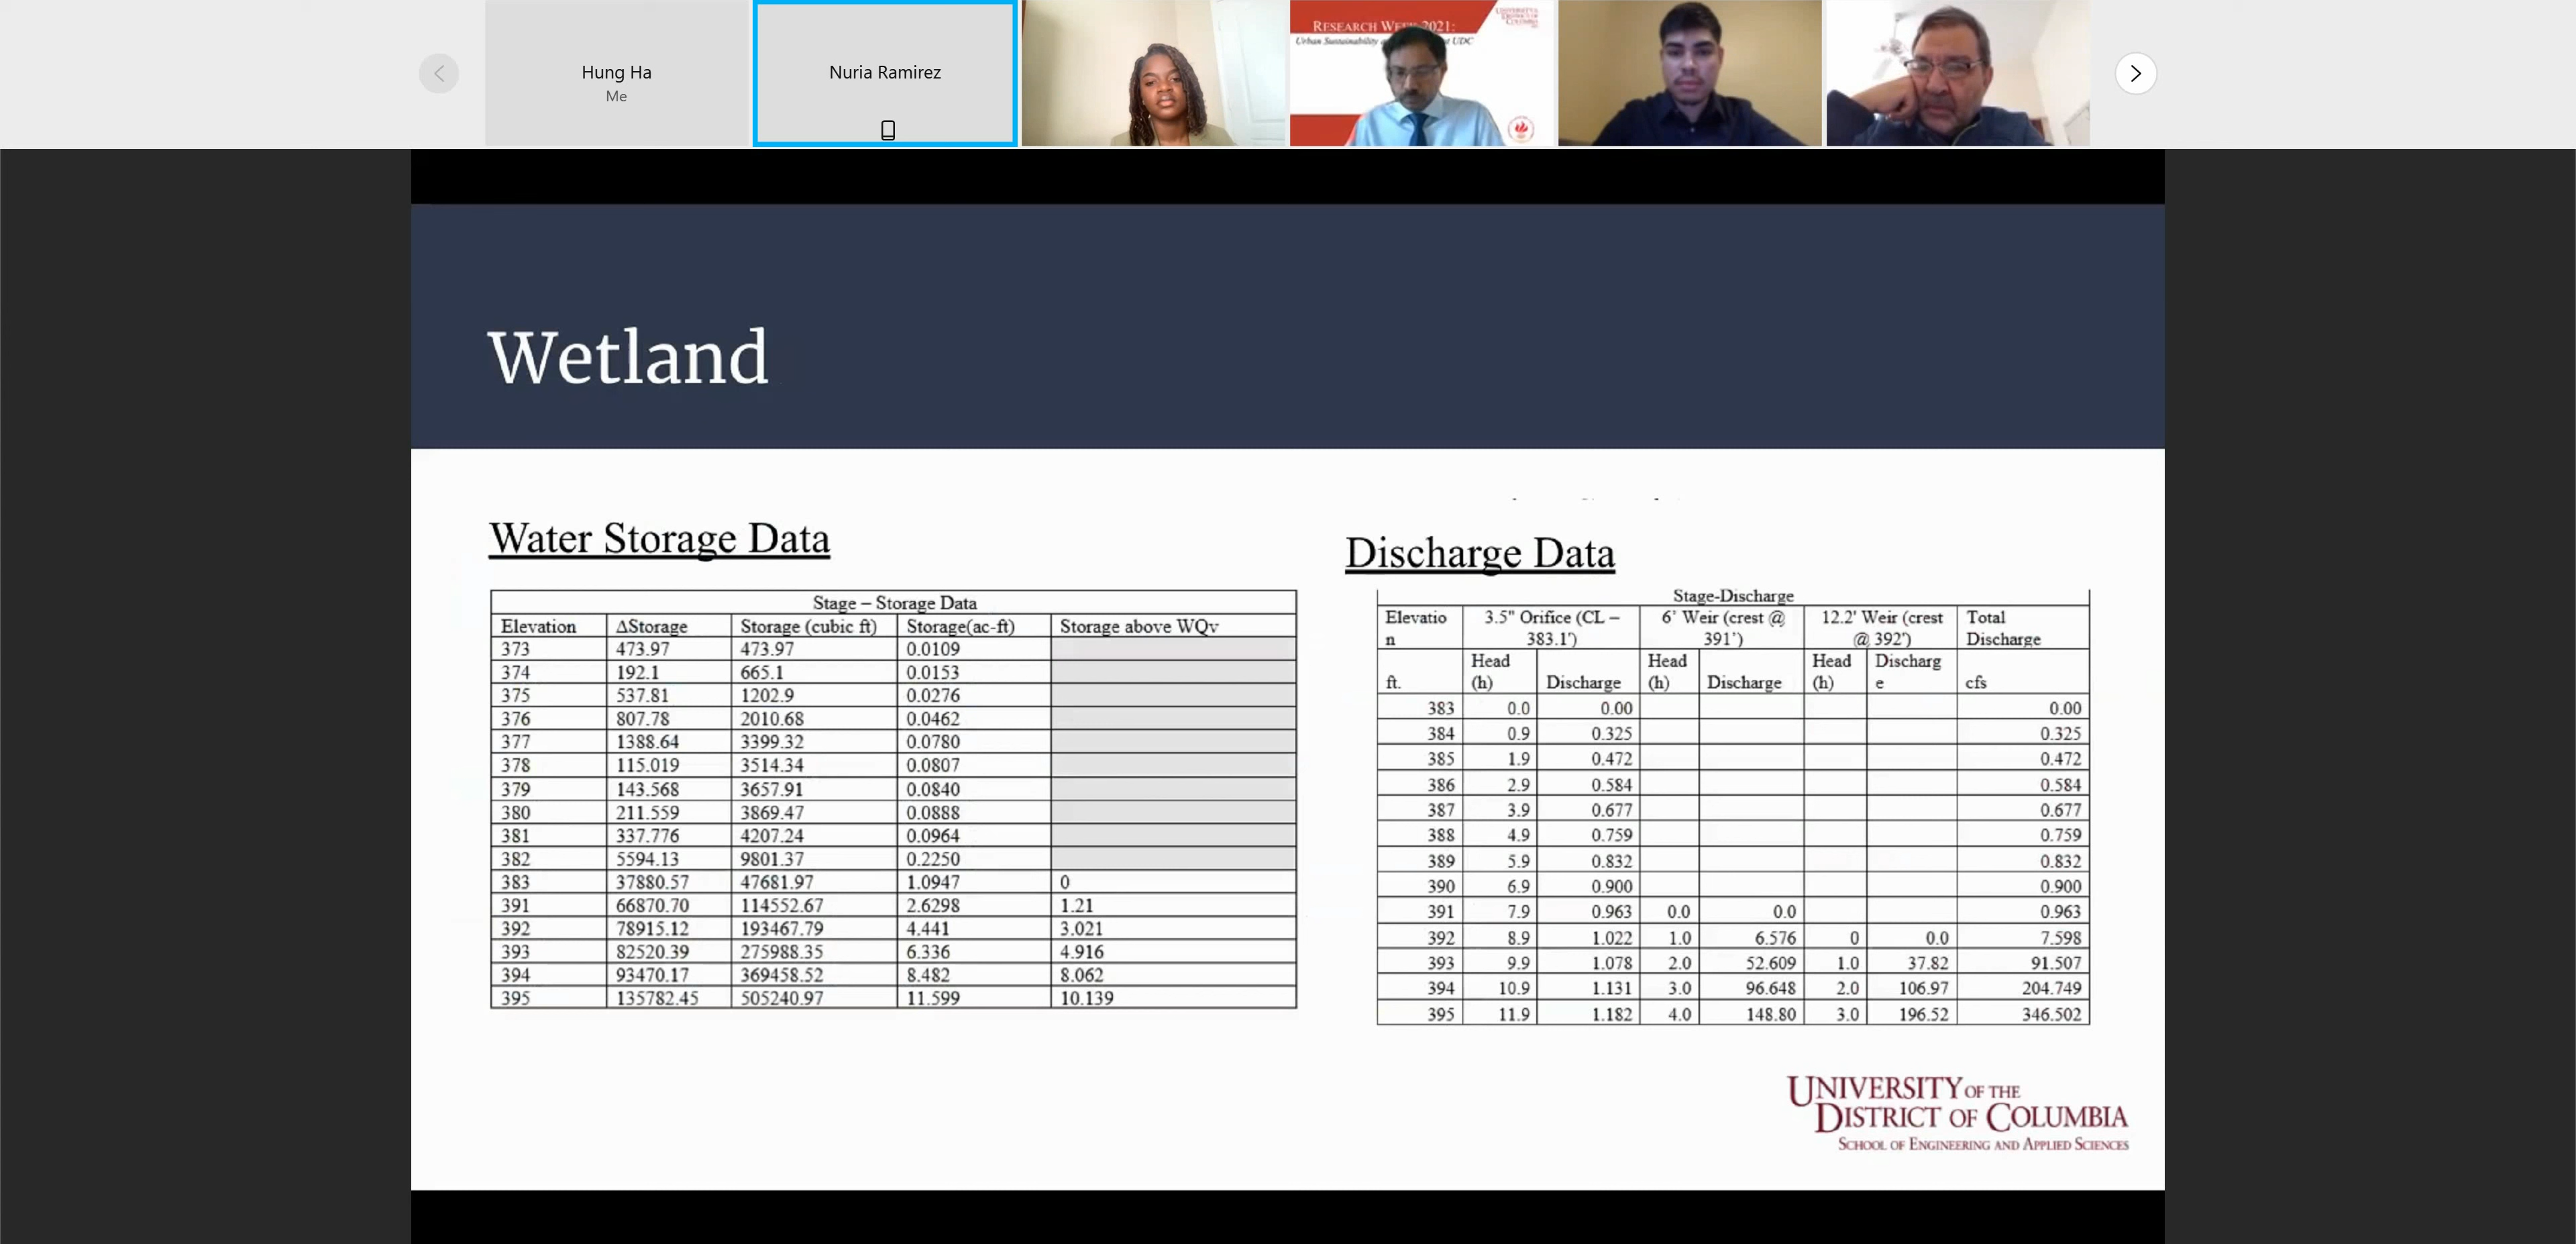 Hung Ha
Me
Nuria Ramirez
RESEARCH WEEK 2021:
Urban Sustainability UDC
Wetland
Water Storage Data
Stage – Storage Data
Elevation ΔStorage Storage (cubic ft) Storage(ac-ft) Storage above WQv
373 473.97 473.97 0.0109
374 192.1 665.1 0.0153
375 537.81 1202.9 0.0276
376 807.78 2010.68 0.0462
377 1388.64 3399.32 0.0780
378 115.019 3514.34 0.0807
379 143.568 3657.91 0.0840
380 211.559 3869.47 0.0888
381 337.776 4207.24 0.0964
382 5594.13 9801.37 0.2250
383 37880.57 47681.97 1.0947 0
391 66870.70 114552.67 2.6298 1.21
392 78915.12 193467.79 4.441 3.021
393 82520.39 275988.35 6.336 4.916
394 93470.17 369458.52 8.482 8.062
395 135782.45 505240.97 11.599 10.139
Discharge Data
Stage-Discharge
Elevatio 3.5" Orifice (CL – 6' Weir (crest @ 12.2' Weir (crest Total
n 383.1') 391') @ 392') Discharge
Head Head Head Discharg
ft. (h) Discharge (h) Discharge (h) e cfs
383 0.0 0.00 0.00
384 0.9 0.325 0.325
385 1.9 0.472 0.472
386 2.9 0.584 0.584
387 3.9 0.677 0.677
388 4.9 0.759 0.759
389 5.9 0.832 0.832
390 6.9 0.900 0.900
391 7.9 0.963 0.0 0.0 0.963
392 8.9 1.022 1.0 6.576 0 0.0 7.598
393 9.9 1.078 2.0 52.609 1.0 37.82 91.507
394 10.9 1.131 3.0 96.648 2.0 106.97 204.749
395 11.9 1.182 4.0 148.80 3.0 196.52 346.502
UNIVERSITY OF THE
DISTRICT OF COLUMBIA
SCHOOL OF ENGINEERING AND APPLIED SCIENCES